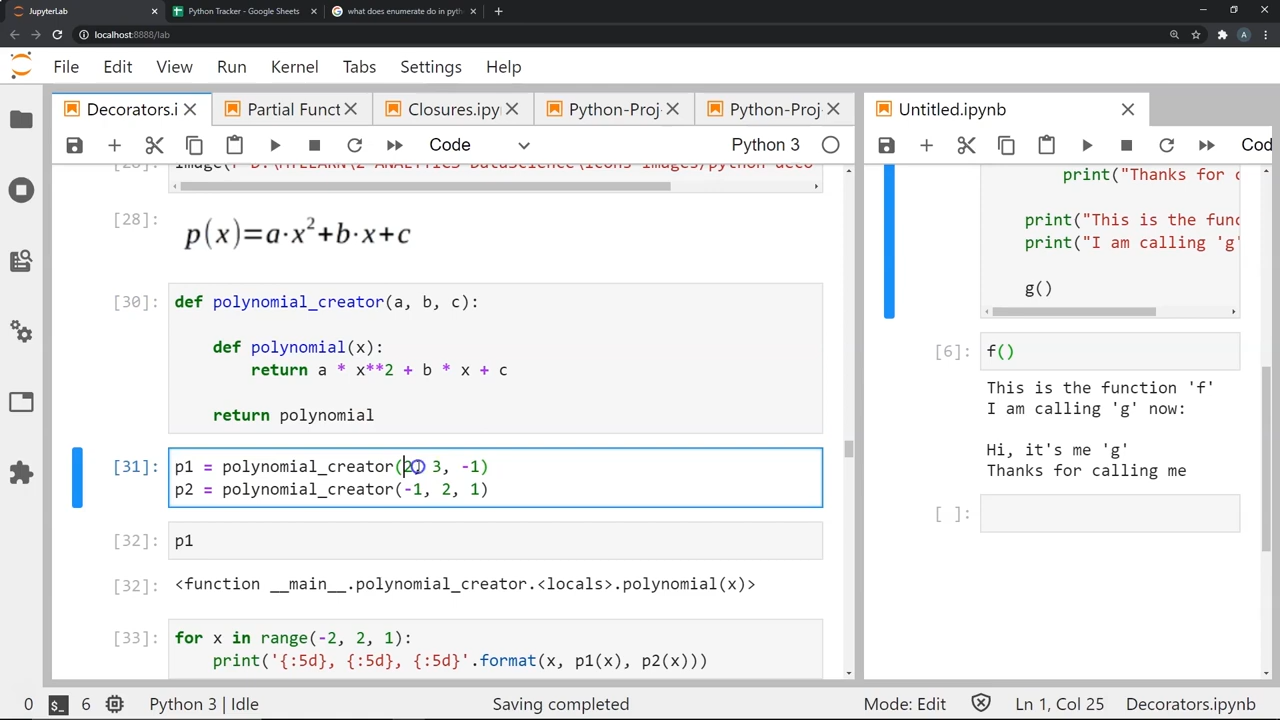 JupyterLab
Python Tracker - Google Sheets
what does enumerate do in pyth
localhost:8888/lab
A
File Edit View Run Kernel Tabs Settings Help
Decorators.i
Partial Funct
Closures.ipy
Python-Proj
Python-Proj
Untitled.ipynb
Code
Python 3
Cod
[28]:
p(x)=a·x²+b·x+c
[30]:
def polynomial_creator(a, b, c):
def polynomial(x):
return a * x**2 + b * x + c
return polynomial
[31]:
p1 = polynomial_creator(2, 3, -1)
p2 = polynomial_creator(-1, 2, 1)
[32]:
p1
[32]:
<function __main__.polynomial_creator.<locals>.polynomial(x)>
[33]:
for x in range(-2, 2, 1):
print('{:5d}, {:5d}, {:5d}'.format(x, p1(x), p2(x)))
print("Thanks for c
print("This is the func
print("I am calling 'g'
g()
[6]:
f()
This is the function 'f'
I am calling 'g' now:
Hi, it's me 'g'
Thanks for calling me
[ ]:
0
$_
6
Python 3 | Idle
Saving completed
Mode: Edit
Ln 1, Col 25
Decorators.ipynb